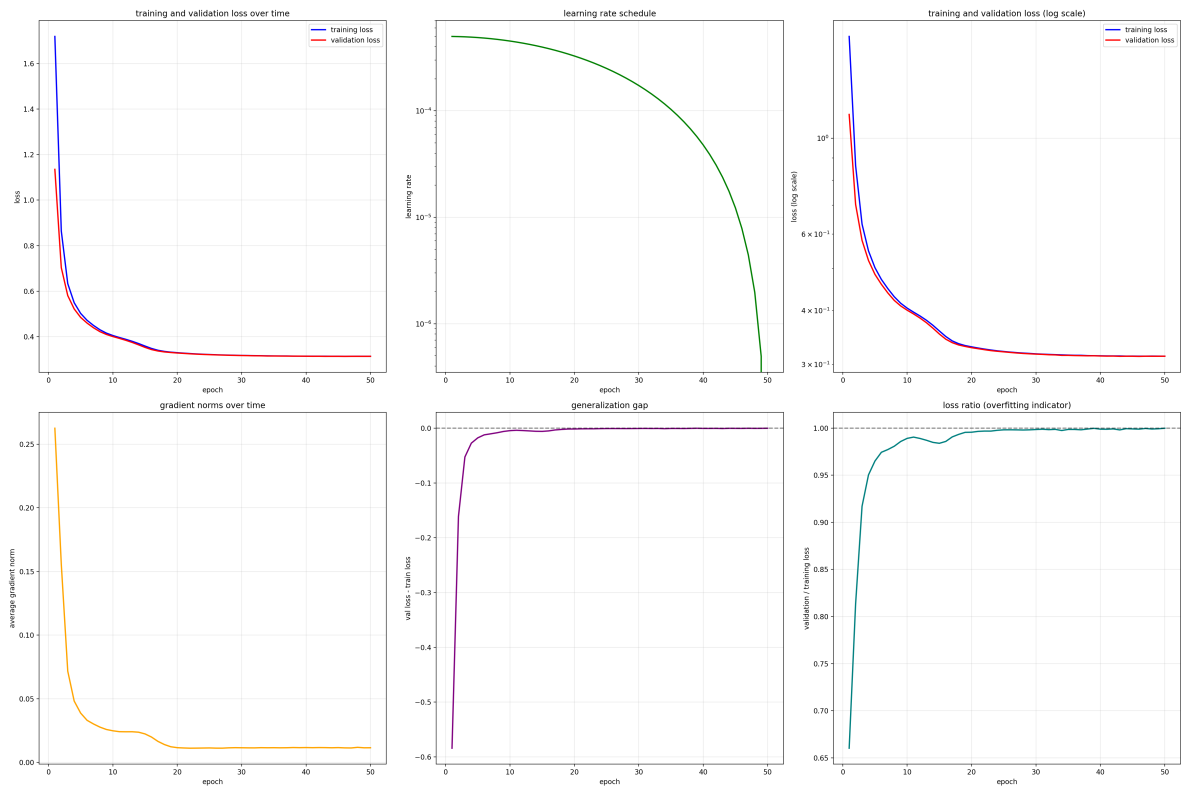 training and validation loss over time
training loss
validation loss
1.6
1.4
1.2
1.0
0.8
0.6
0.4
loss
0
10
20
30
40
50
epoch
learning rate schedule
10⁻⁴
10⁻⁵
10⁻⁶
learning rate
0
10
20
30
40
50
epoch
training and validation loss (log scale)
training loss
validation loss
10⁰
6 × 10⁻¹
4 × 10⁻¹
3 × 10⁻¹
loss (log scale)
0
10
20
30
40
50
epoch
gradient norms over time
0.25
0.20
0.15
0.10
0.05
0.00
average gradient norm
0
10
20
30
40
50
epoch
generalization gap
0.0
−0.1
−0.2
−0.3
−0.4
−0.5
−0.6
val loss - train loss
0
10
20
30
40
50
epoch
loss ratio (overfitting indicator)
1.00
0.95
0.90
0.85
0.80
0.75
0.70
0.65
validation / training loss
0
10
20
30
40
50
epoch